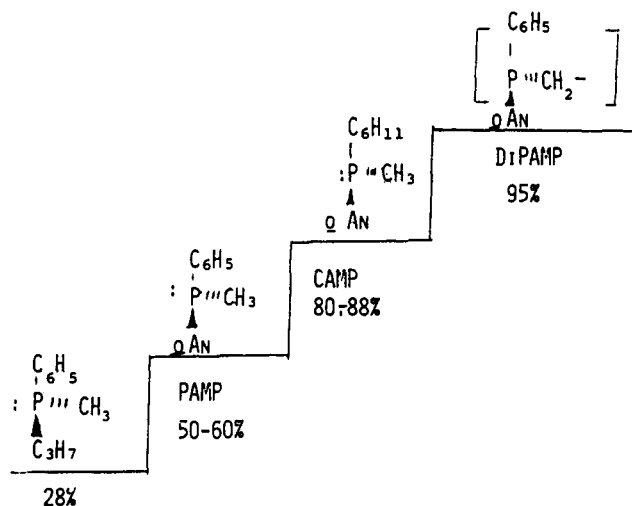 C₃H₇
C₆H₅
:P'''CH₃
28%
C₆H₅
:P'''CH₃
o An
PAMP
50-60%
C₆H₁₁
:P'''CH₃
o An
CAMP
80-88%
C₆H₅
P'''CH₂-
o An
DiPAMP
95%